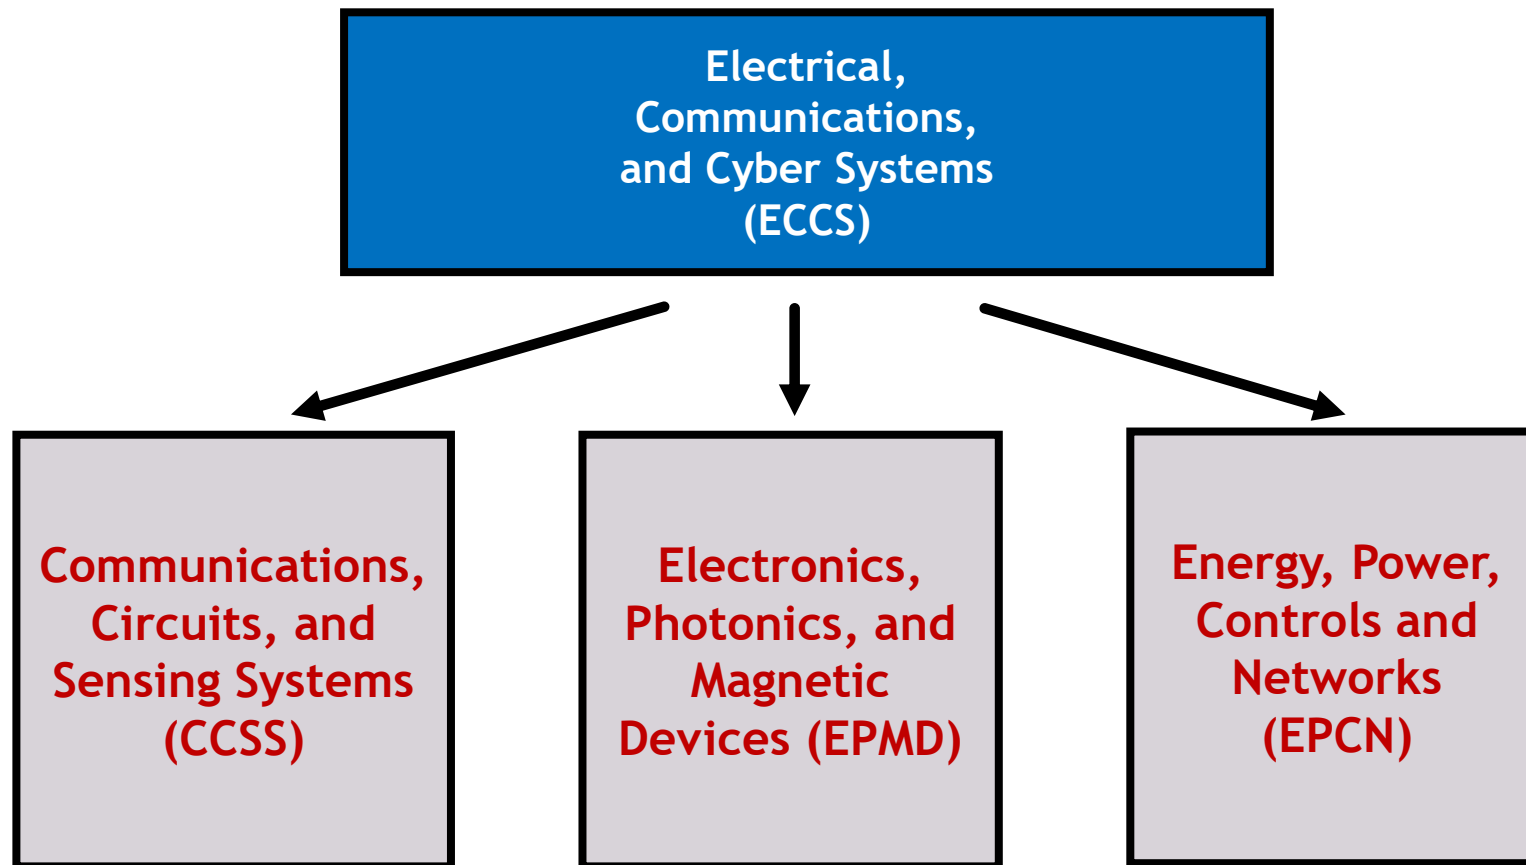 Electrical,
Communications,
and Cyber Systems
(ECCS)
Communications,
Circuits, and
Sensing Systems
(CCSS)
Electronics,
Photonics, and
Magnetic
Devices (EPMD)
Energy, Power,
Controls and
Networks
(EPCN)